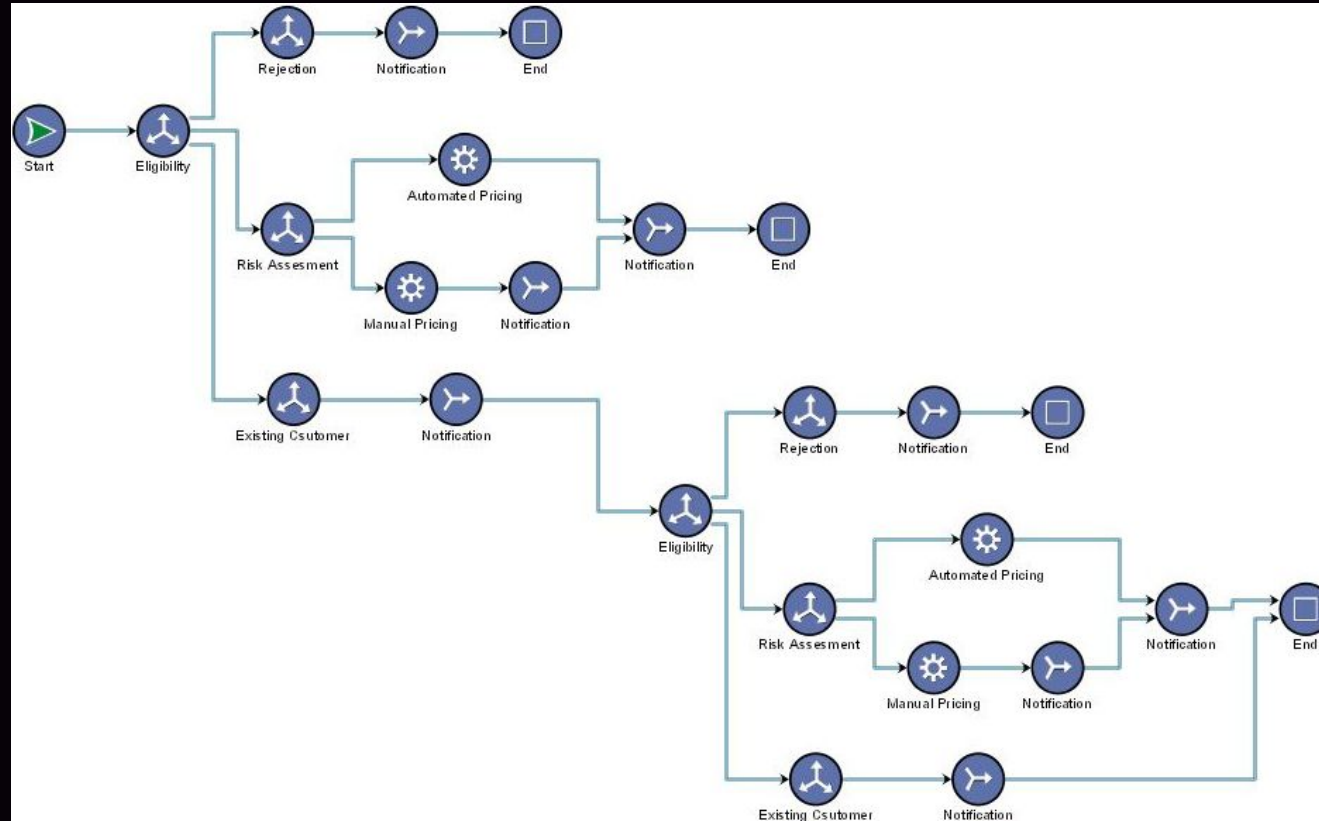 Rejection
Notification
End
Start
Eligibility
Automated Pricing
Risk Assesment
Notification
End
Manual Pricing
Notification
Existing Csutomer
Notification
Rejection
Notification
End
Eligibility
Automated Pricing
Risk Assesment
Notification
End
Manual Pricing
Notification
Existing Csutomer
Notification